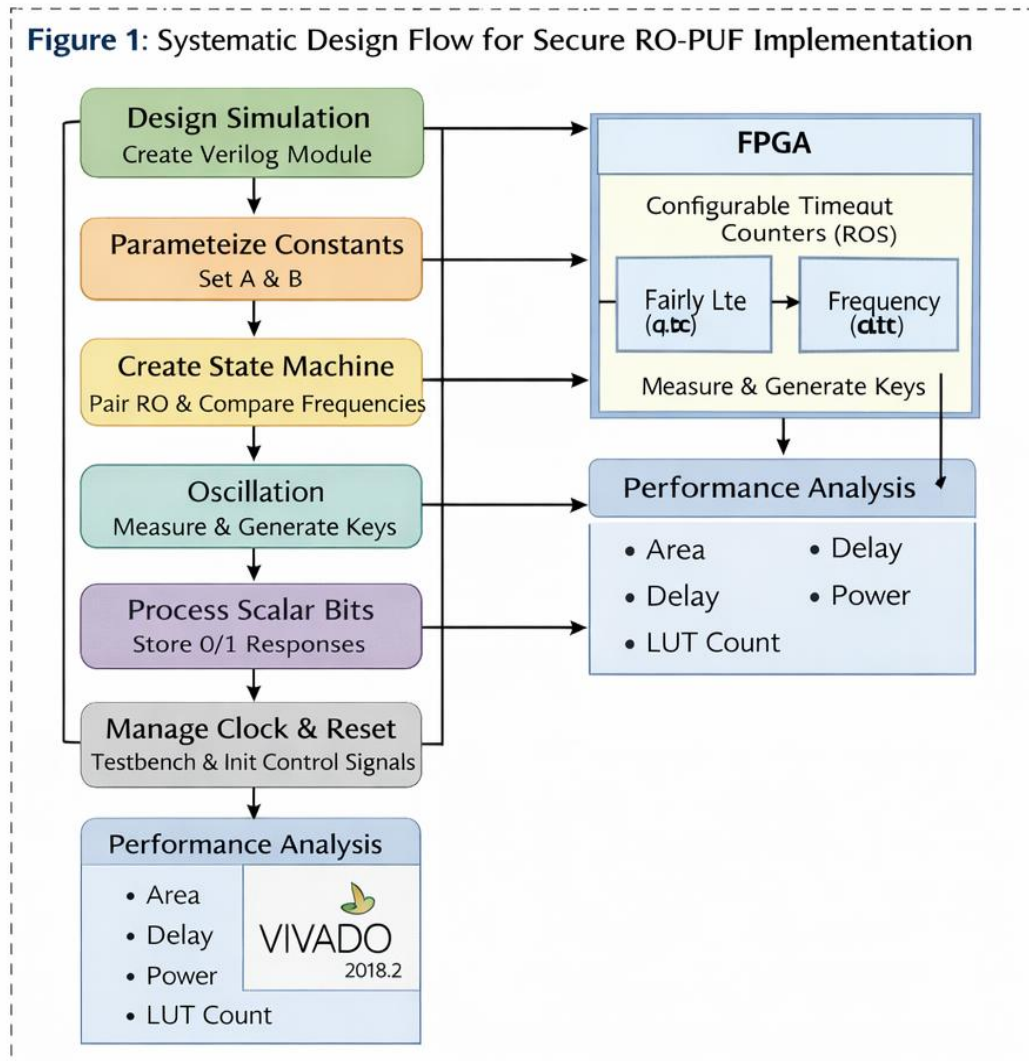 Figure 1: Systematic Design Flow for Secure RO-PUF Implementation
Design Simulation
Create Verilog Module
Parameteize Constants
Set A & B
Create State Machine
Pair RO & Compare Frequencies
Oscillation
Measure & Generate Keys
Process Scalar Bits
Store 0/1 Responses
Manage Clock & Reset
Testbench & Init Control Signals
Performance Analysis
• Area
• Delay
• Power
• LUT Count
VIVADO
2018.2
FPGA
Configurable Timeaut
Counters (ROS)
Fairly Lte
Frequency
Measure & Generate Keys
Performance Analysis
• Area
• Delay
• Delay
• Power
• LUT Count